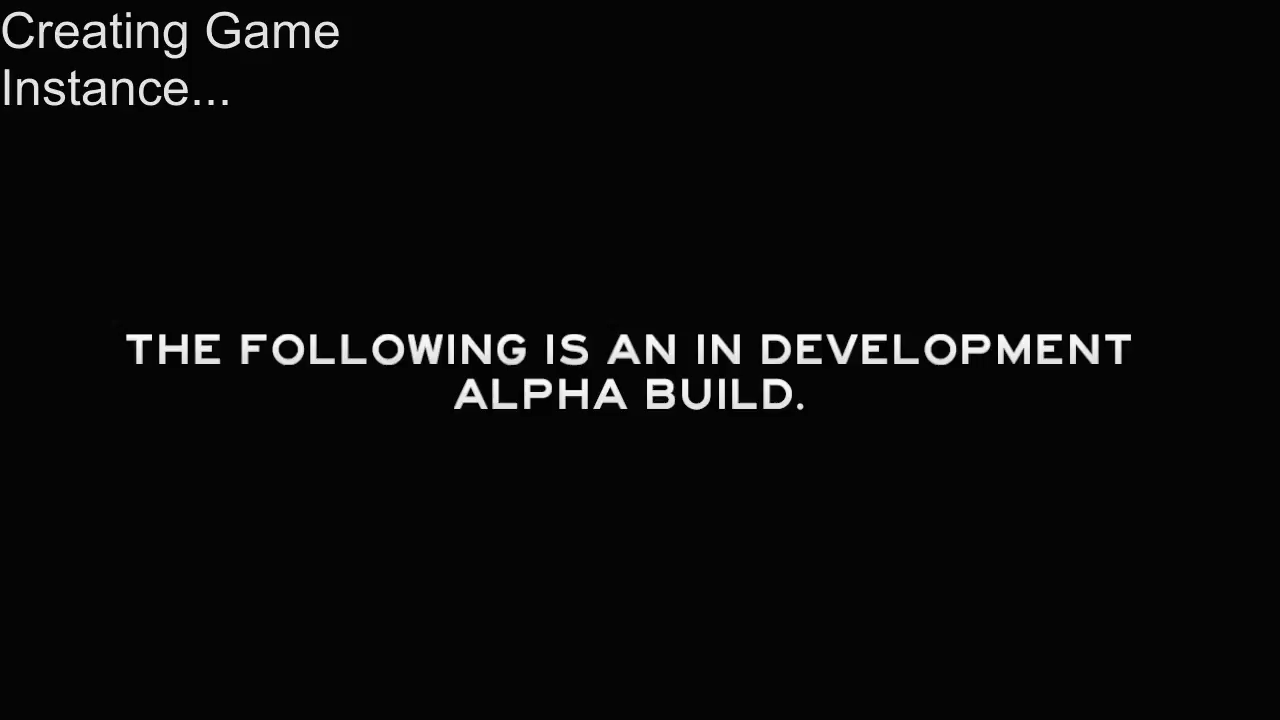 Creating Game
Instance...
THE FOLLOWING IS AN IN DEVELOPMENT
ALPHA BUILD.